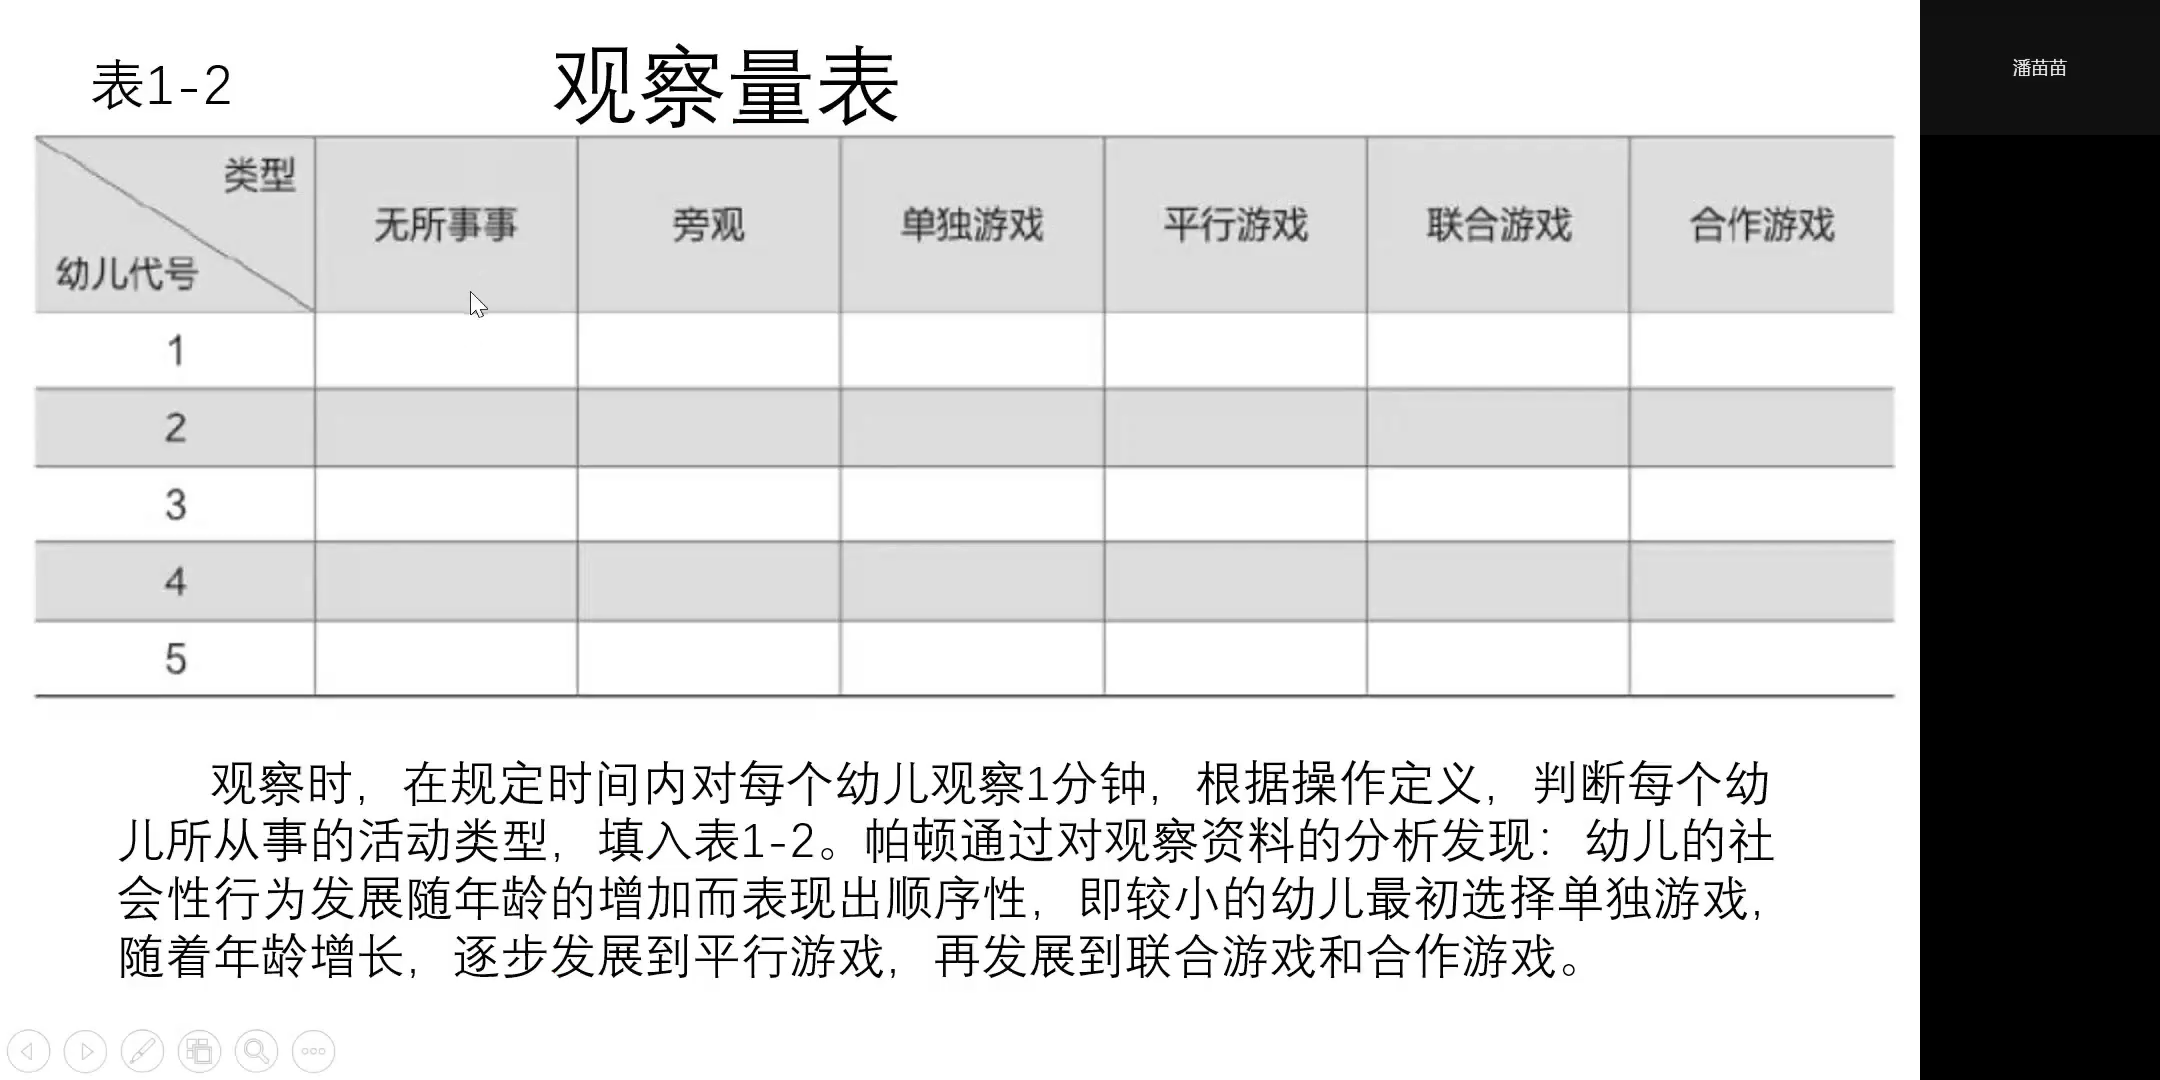 表1-2
观察量表
潘苗苗
类型
幼儿代号
无所事事
旁观
单独游戏
平行游戏
联合游戏
合作游戏
1
2
3
4
5
观察时，在规定时间内对每个幼儿观察1分钟，根据操作定义，判断每个幼
儿所从事的活动类型，填入表1-2。帕顿通过对观察资料的分析发现：幼儿的社
会性行为发展随年龄的增加而表现出顺序性，即较小的幼儿最初选择单独游戏，
随着年龄增长，逐步发展到平行游戏，再发展到联合游戏和合作游戏。